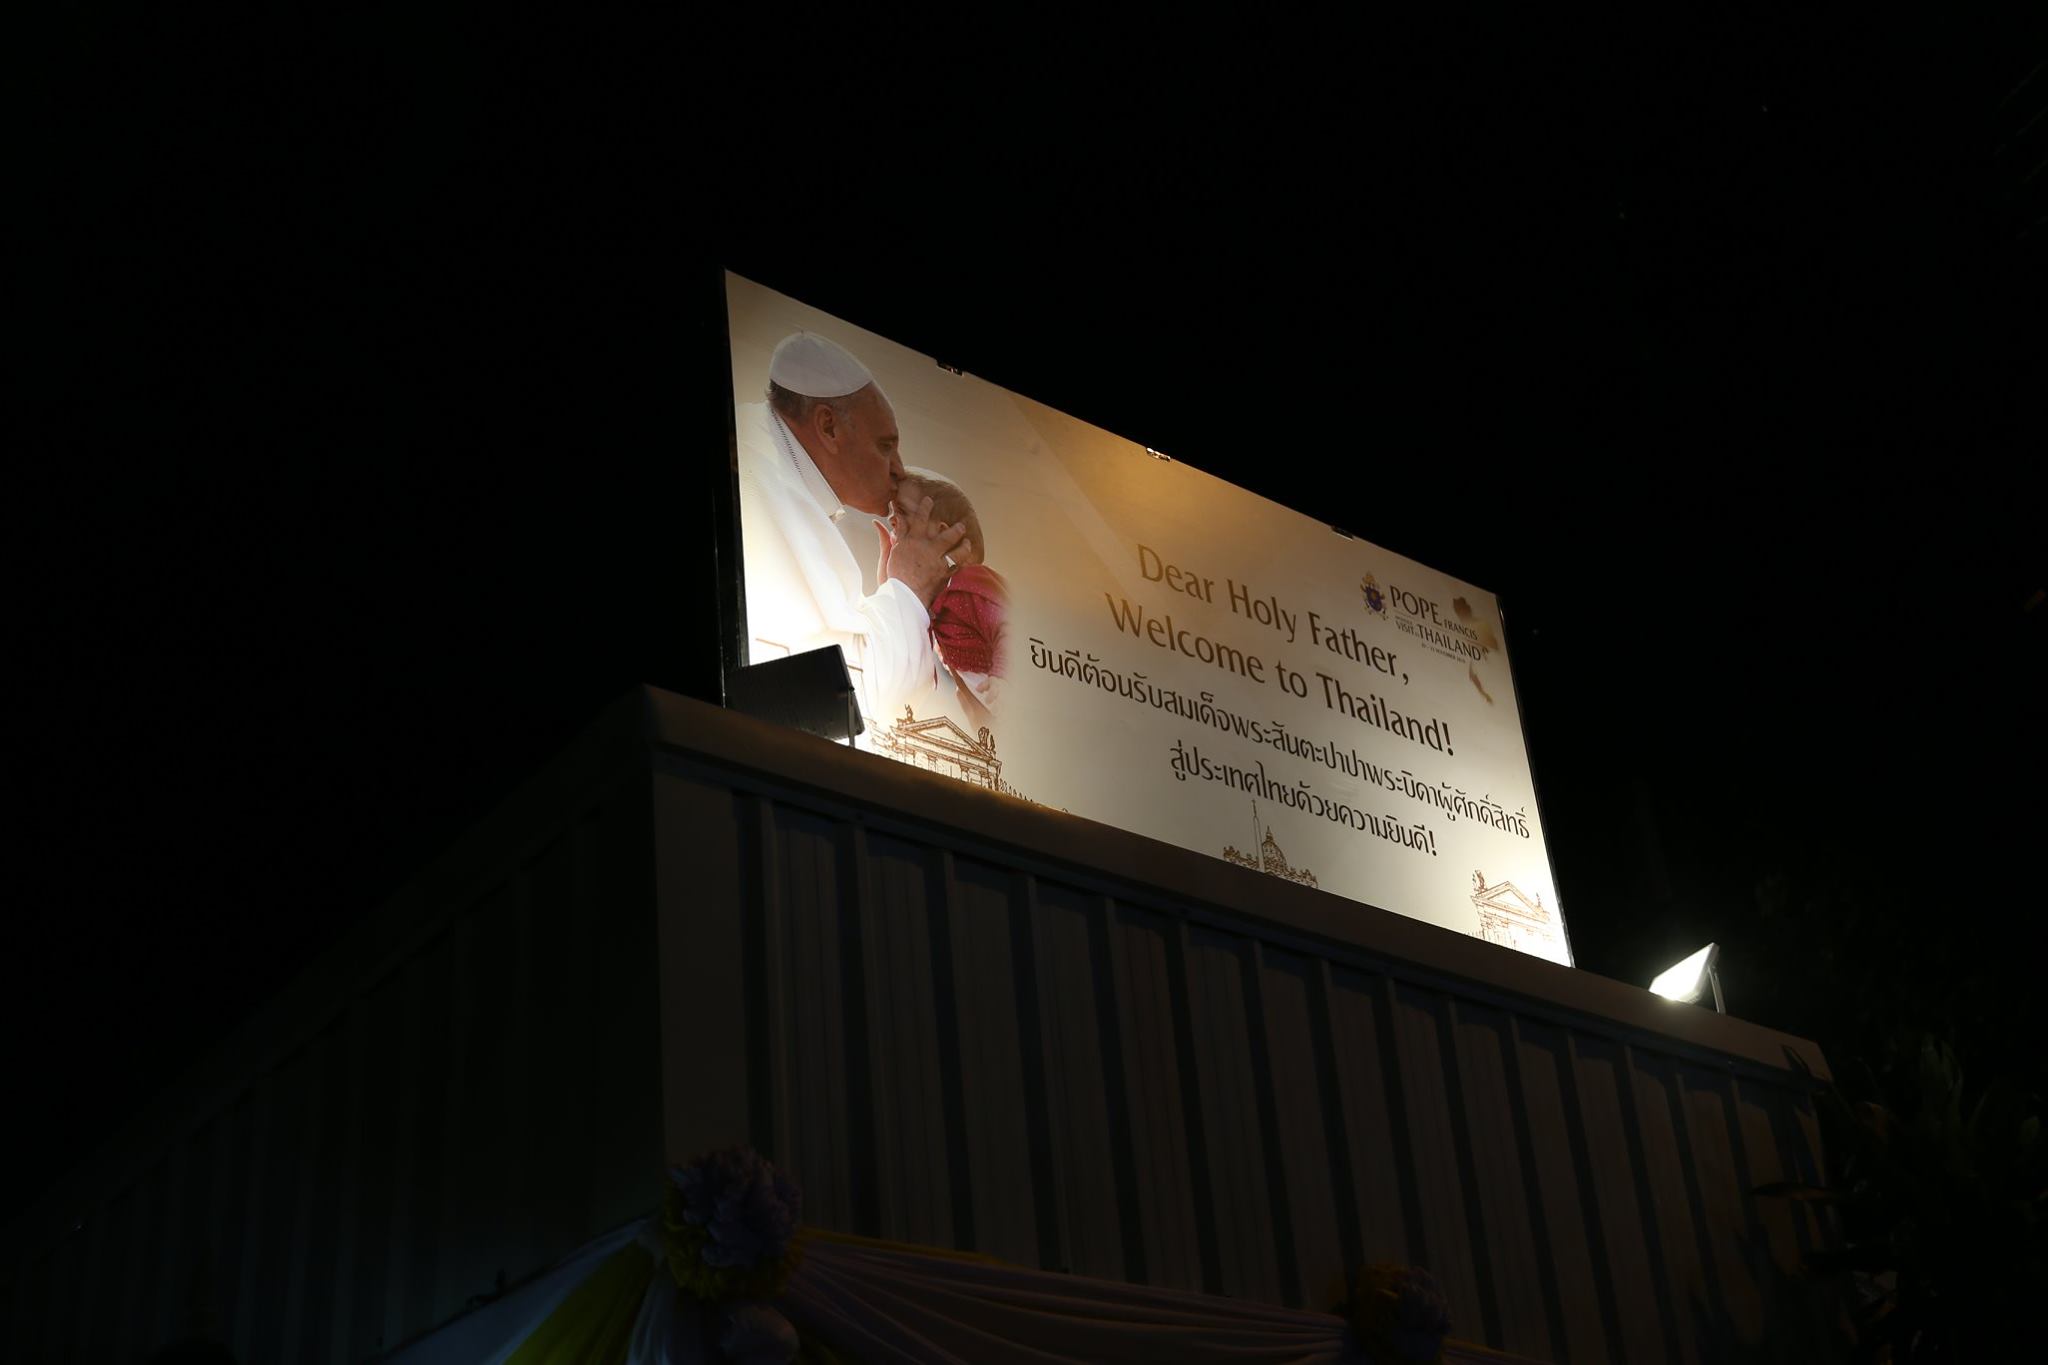 Dear Holy Father,
Welcome to Thailand!
ยินดีต้อนรับสมเด็จพระสันตะปาปาพระบิดาผู้ศักดิ์สิทธิ์
สู่ประเทศไทยด้วยความยินดี!
POPE FRANCIS
VISIT THAILAND